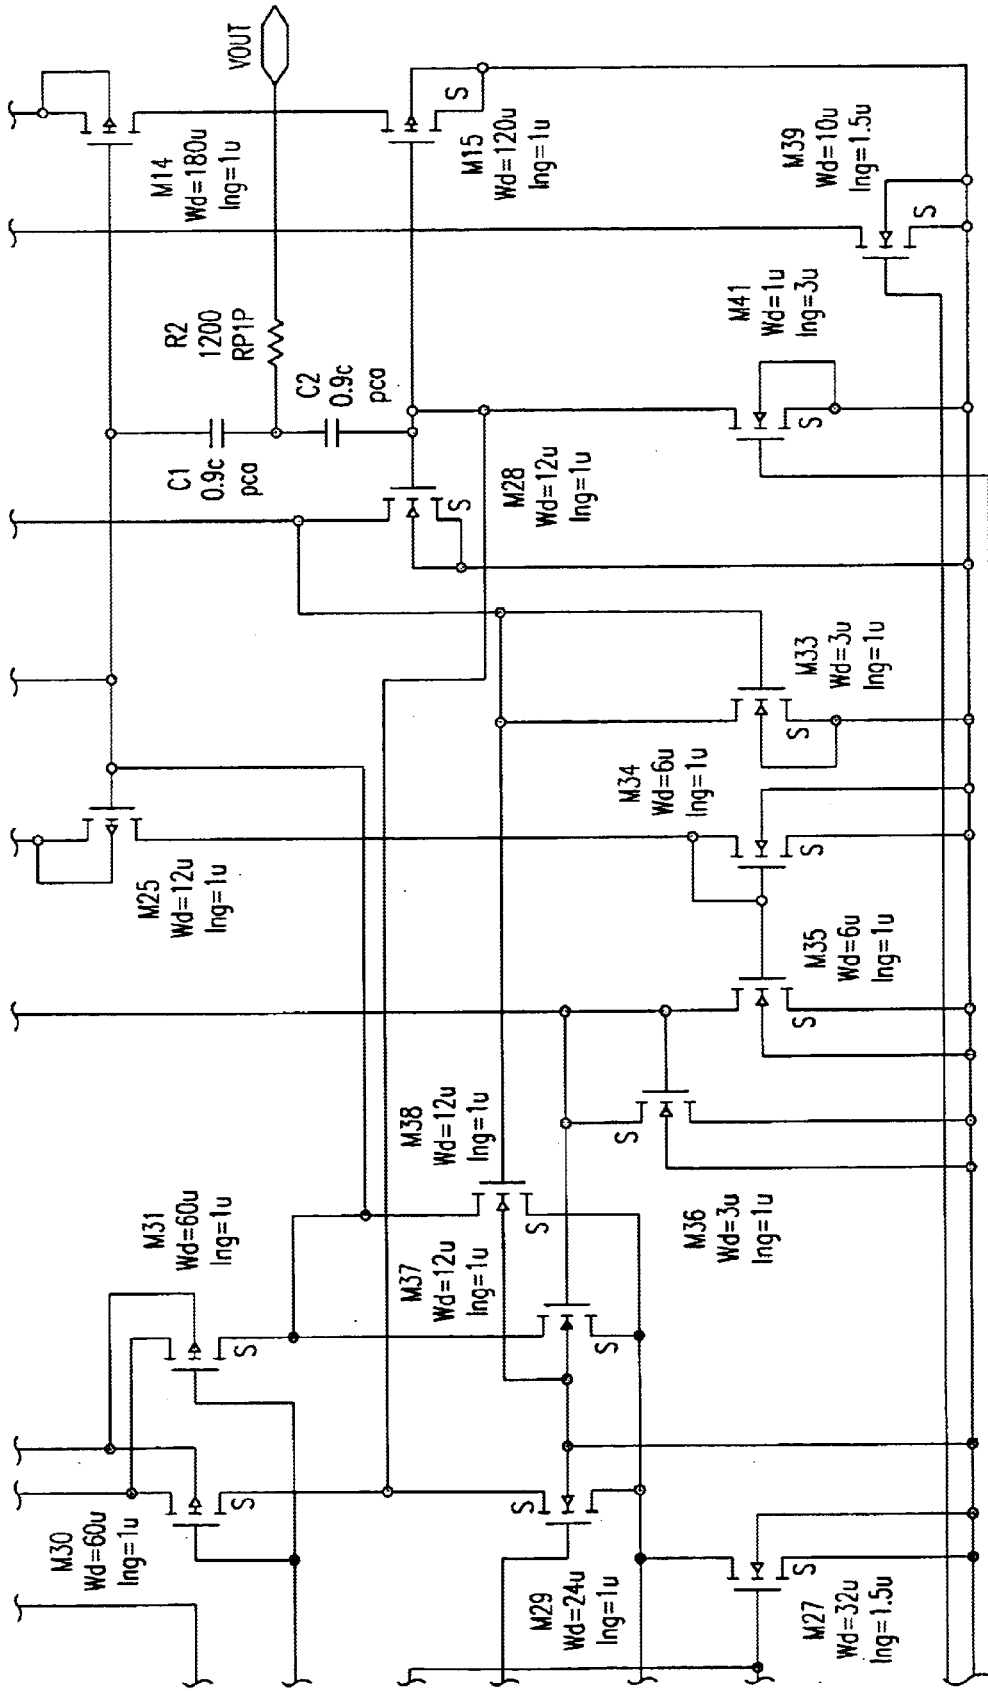 VOUT
M14
Wd=180u
lng=1u
S
M15
Wd=120u
lng=1u
M39
Wd=10u
lng=1.5u
S
R2
1200
RP1P
C2
0.9c
pca
C1
0.9c
pca
M41
Wd=1u
lng=3u
S
M28
Wd=12u
lng=1u
S
M33
Wd=3u
lng=1u
S
M34
Wd=6u
lng=1u
S
M25
Wd=12u
lng=1u
M35
Wd=6u
lng=1u
S
M38
Wd=12u
lng=1u
S
M36
Wd=3u
lng=1u
S
M31
Wd=60u
lng=1u
S
M37
Wd=12u
lng=1u
S
M30
Wd=60u
lng=1u
S
M29
Wd=24u
lng=1u
S
M27
Wd=32u
lng=1.5u
S